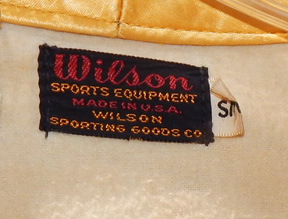 Wilson
SPORTS EQUIPMENT
MADE IN U.S.A.
WILSON
SPORTING GOODS CO